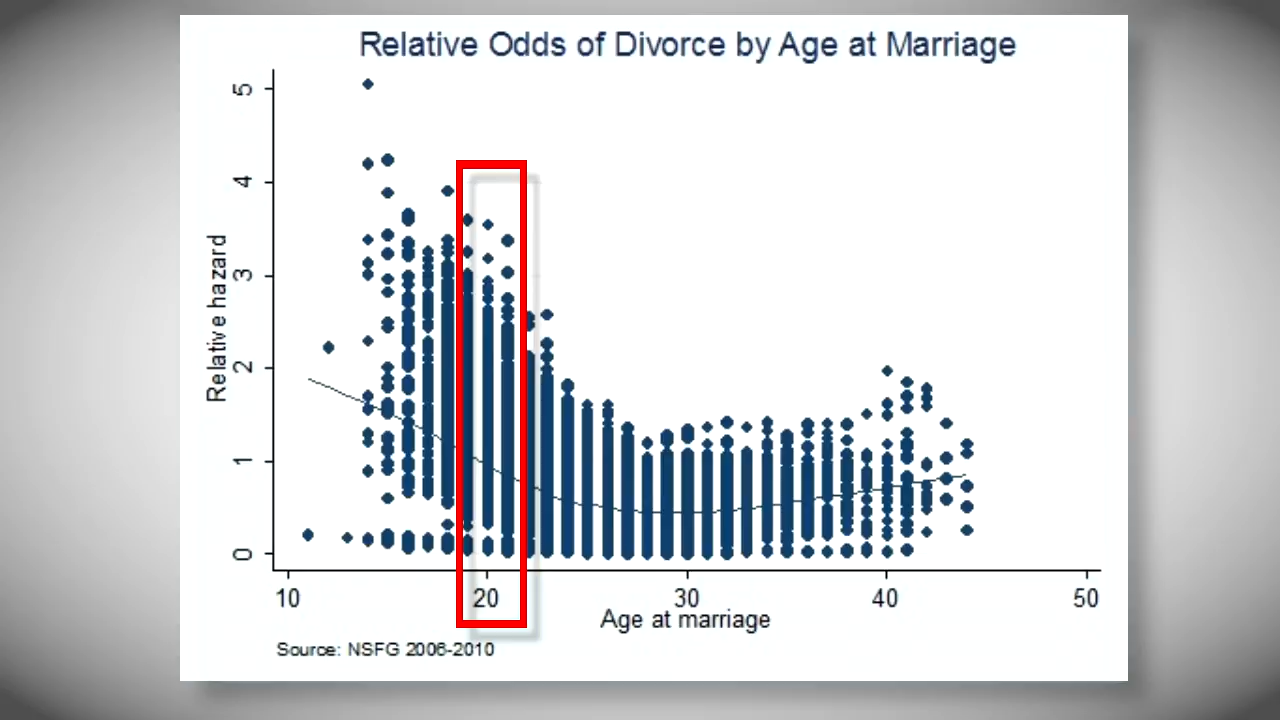 Relative Odds of Divorce by Age at Marriage
5
4
3
2
1
0
Relative hazard
10 20 30 40 50
Age at marriage
Source: NSFG 2006-2010